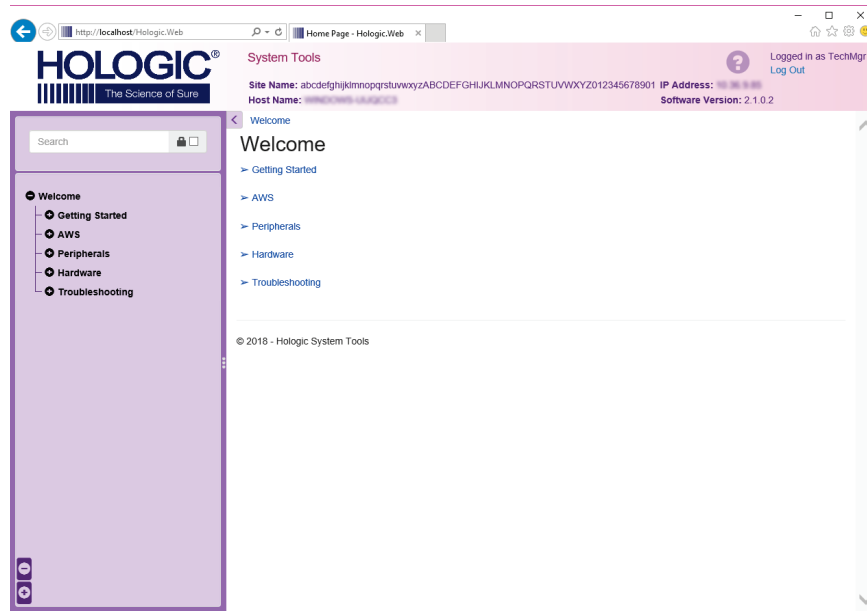 http://localhost/Hologic.Web
Home Page - Hologic.Web
HOLOGIC®
The Science of Sure
System Tools
Logged in as TechMgr
Log Out
Site Name: abcdefghijklmnopqrstuvwxyzABCDEFGHIJKLMNOPQRSTUVWXYZ012345678901 IP Address:
Host Name:
Software Version: 2.1.0.2
Search
Welcome
Getting Started
AWS
Peripherals
Hardware
Troubleshooting
Welcome
Welcome
➢ Getting Started
➢ AWS
➢ Peripherals
➢ Hardware
➢ Troubleshooting
© 2018 - Hologic System Tools